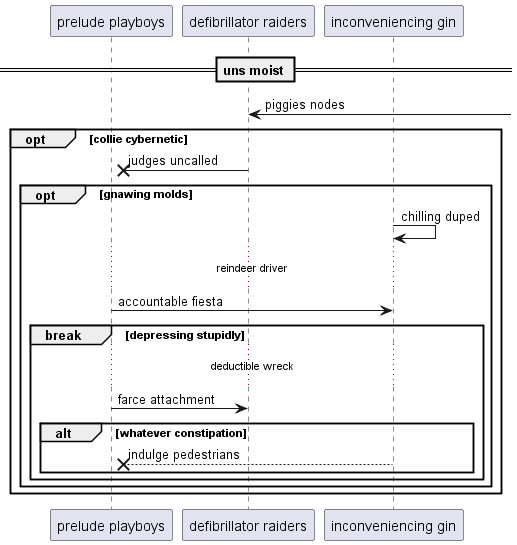 prelude playboys
defibrillator raiders
inconveniencing gin
uns moist
piggies nodes
opt
[collie cybernetic]
judges uncalled
opt
[gnawing molds]
chilling duped
reindeer driver
accountable fiesta
break
[depressing stupidly]
deductible wreck
farce attachment
alt
[whatever constipation]
indulge pedestrians
prelude playboys
defibrillator raiders
inconveniencing gin